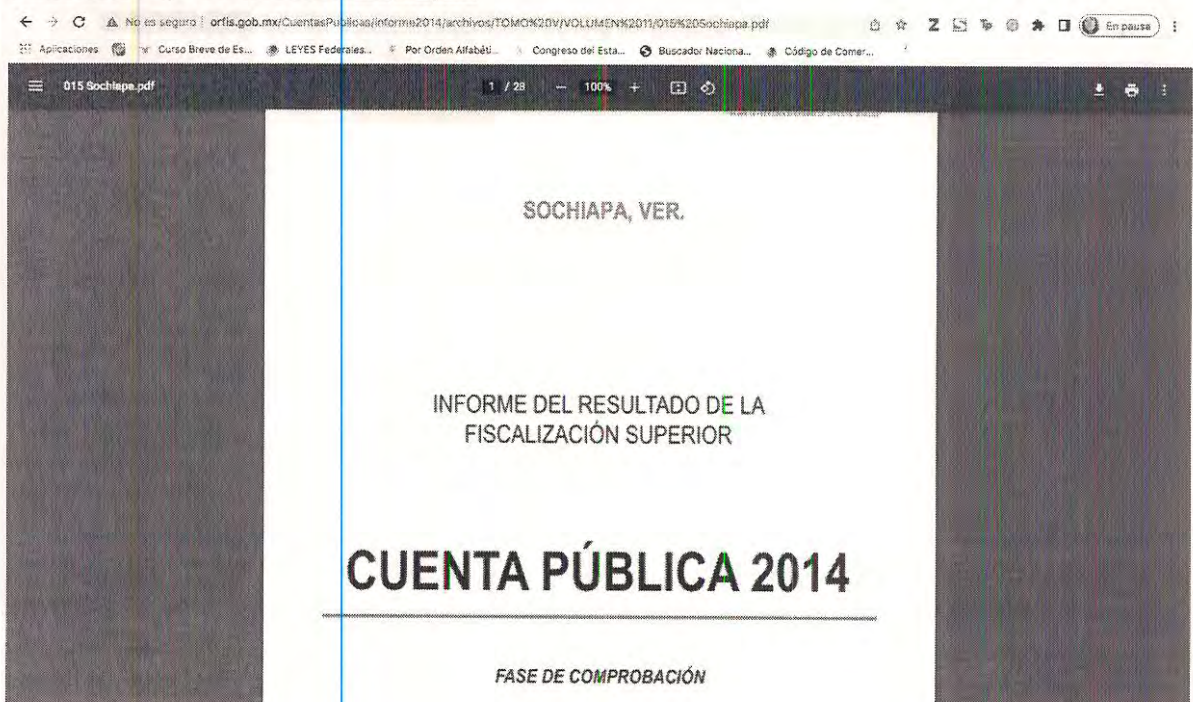 No es seguro | orfis.gob.mx/CuentasPublicas/informe2014/archivos/TOMO%20V/VOLUMEN%2011/015%20Sochiapa.pdf
En pausa
Aplicaciones Curso Breve de Es... LEYES Federales... Por Orden Alfabéti... Congreso del Esta... Buscador Naciona... Código de Comer...
015 Sochiapa.pdf 1 / 28 — 100% +
SOCHIAPA, VER.
INFORME DEL RESULTADO DE LA
FISCALIZACIÓN SUPERIOR
CUENTA PÚBLICA 2014
FASE DE COMPROBACIÓN